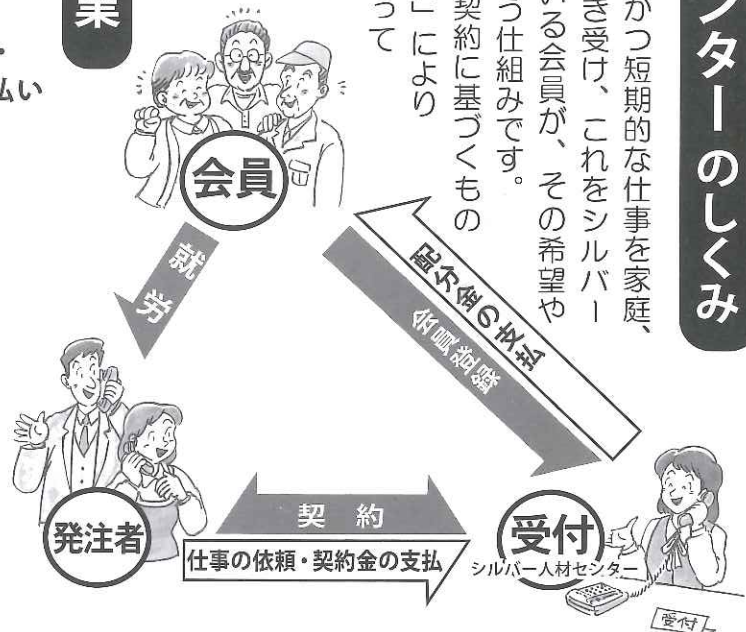 ンターのしくみ
かつ短期的な仕事を家庭、
き受け、これをシルバー
いる会員が、その希望や
う仕組みです。
契約に基づくもの
」により
って
業
・
払い
会員
就労
配分金の支払
会員登録
発注者
契 約
仕事の依頼・契約金の支払
受付
シルバー人材センター
受付